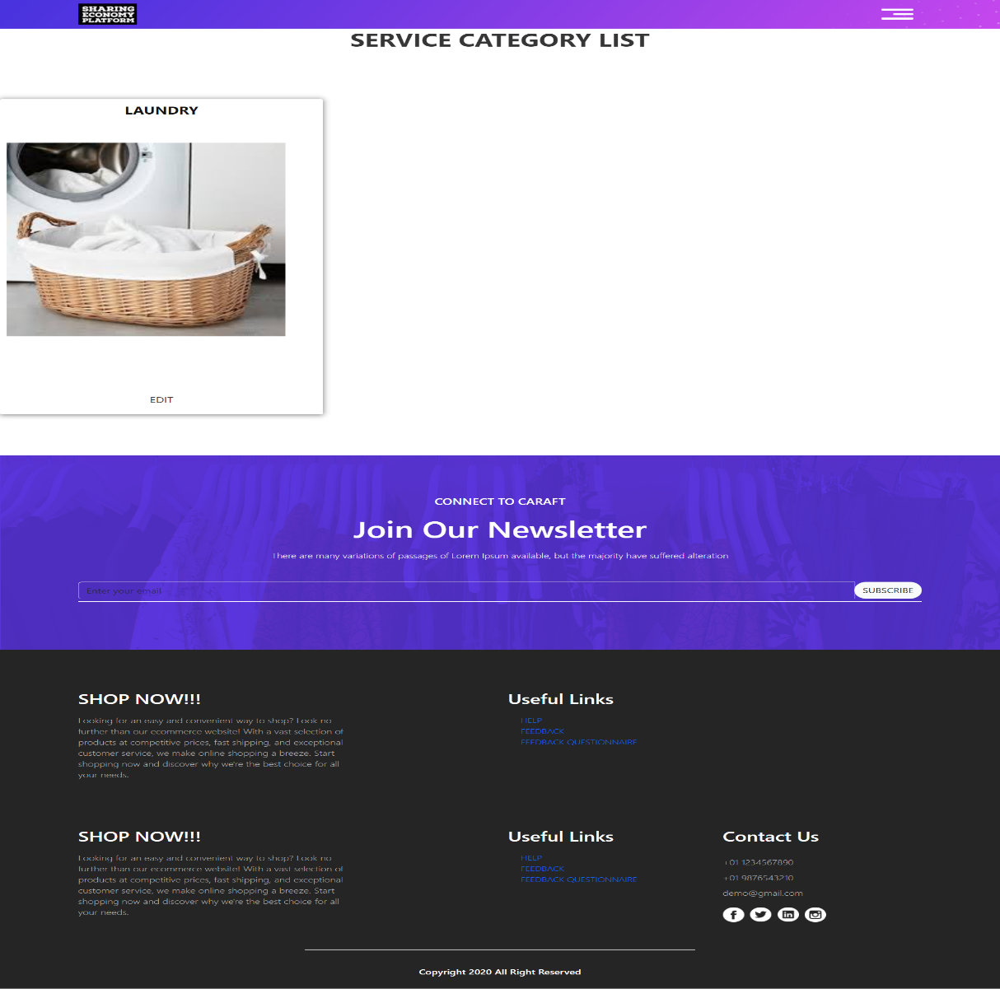 SHARING
ECONOMY
PLATFORM
SERVICE CATEGORY LIST
LAUNDRY
EDIT
CONNECT TO CARAFT
Join Our Newsletter
There are many variations of passages of Lorem Ipsum available, but the majority have suffered alteration
Enter your email
SUBSCRIBE
SHOP NOW!!!
Looking for an easy and convenient way to shop? Look no
further than our ecommerce website! With a vast selection of
products at competitive prices, fast shipping, and exceptional
customer service, we make online shopping a breeze. Start
shopping now and discover why we're the best choice for all
your needs.
Useful Links
HELP
FEEDBACK
FEEDBACK QUESTIONNAIRE
SHOP NOW!!!
Looking for an easy and convenient way to shop? Look no
further than our ecommerce website! With a vast selection of
products at competitive prices, fast shipping, and exceptional
customer service, we make online shopping a breeze. Start
shopping now and discover why we're the best choice for all
your needs.
Useful Links
HELP
FEEDBACK
FEEDBACK QUESTIONNAIRE
Contact Us
+01 1234567890
+01 9876543210
demo@gmail.com
Copyright 2020 All Right Reserved